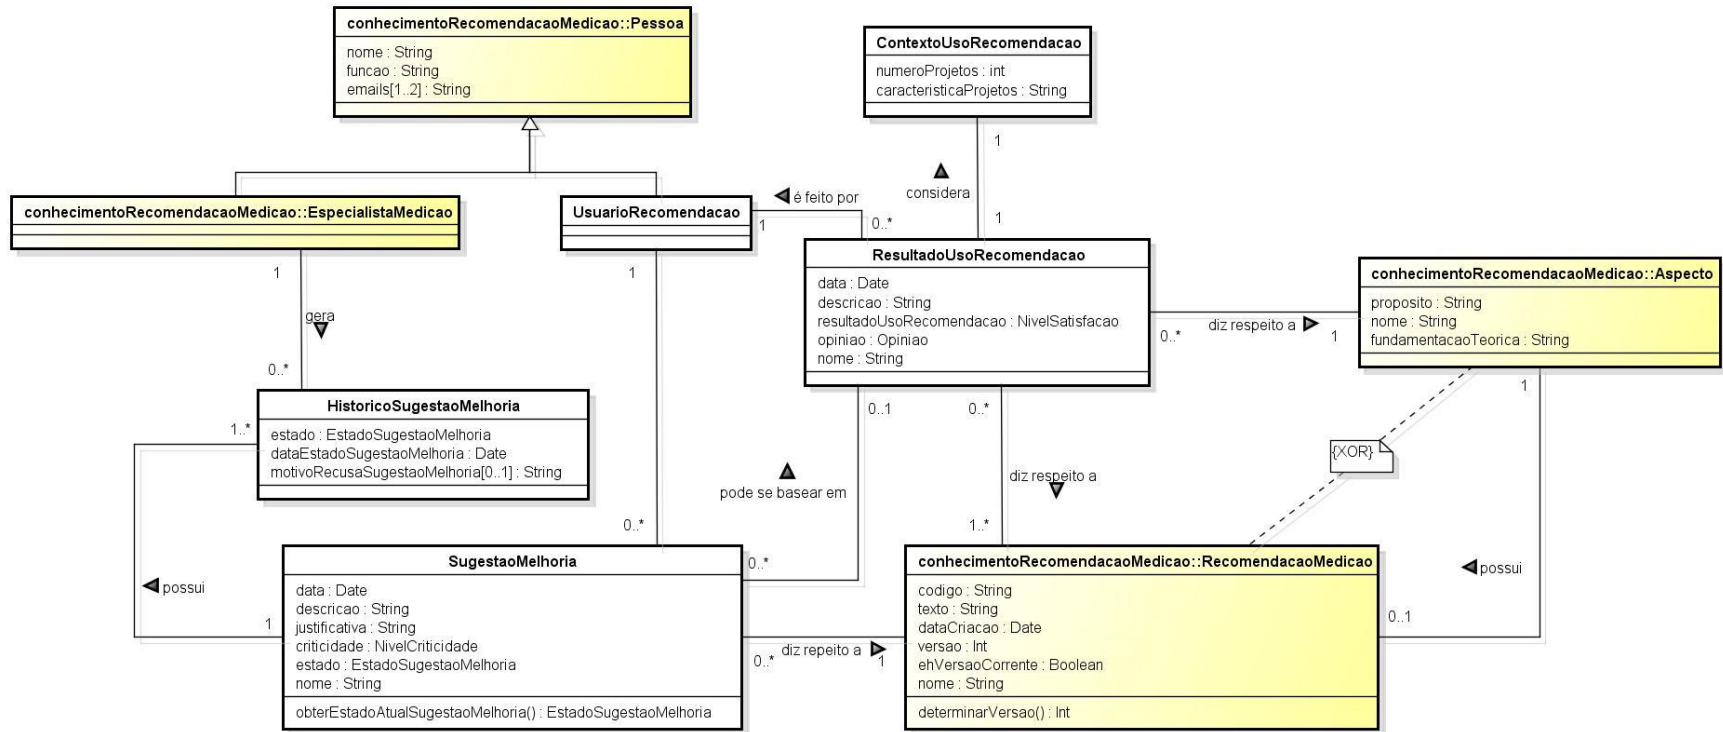 conhecimentoRecomendacaoMedicao::Pessoa
nome : String
funcao : String
emails[1..2] : String
ContextoUsoRecomendacao
numeroProjetos : int
caracteristicaProjetos : String
1
considera
1
conhecimentoRecomendacaoMedicao::EspecialistaMedicao
UsuarioRecomendacao
é feito por
1
0..*
ResultadoUsoRecomendacao
data : Date
descricao : String
resultadoUsoRecomendacao : NivelSatisfacao
opiniao : Opiniao
nome : String
conhecimentoRecomendacaoMedicao::Aspecto
proposito : String
nome : String
fundamentacaoTeorica : String
diz respeito a
0..*
1
1
gera
0..*
1
HistoricoSugestaoMelhoria
estado : EstadoSugestaoMelhoria
dataEstadoSugestaoMelhoria : Date
motivoRecusaSugestaoMelhoria[0..1] : String
1..*
0..1
0..*
1
{XOR}
pode se basear em
diz respeito a
0..*
0..*
1..*
possui
possui
1
0..1
SugestaoMelhoria
data : Date
descricao : String
justificativa : String
criticidade : NivelCriticidade
estado : EstadoSugestaoMelhoria
nome : String
obterEstadoAtualSugestaoMelhoria() : EstadoSugestaoMelhoria
0..*
diz repeito a
1
conhecimentoRecomendacaoMedicao::RecomendacaoMedicao
codigo : String
texto : String
dataCriacao : Date
versao : Int
ehVersaoCorrente : Boolean
nome : String
determinarVersao() : Int